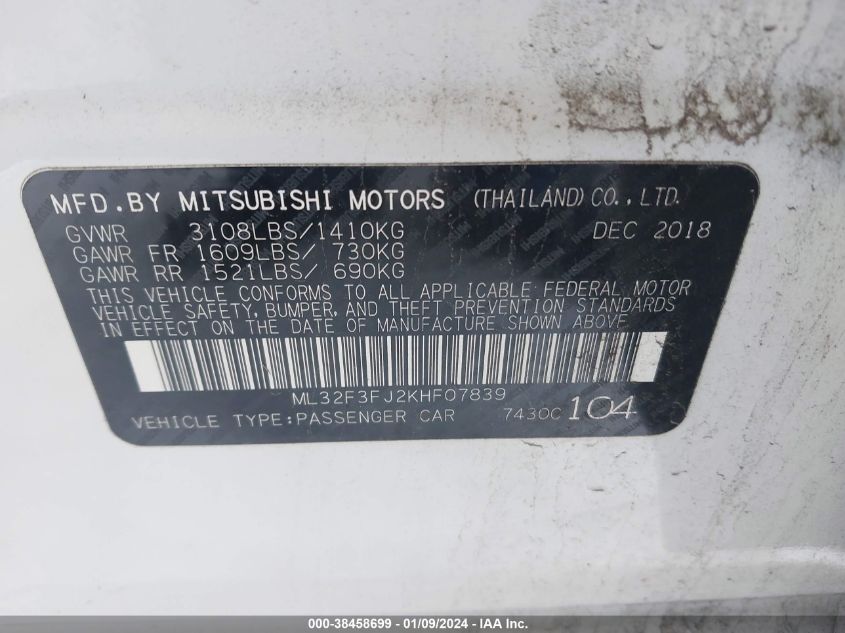 MFD.BY MITSUBISHI MOTORS (THAILAND)CO.,LTD.
GVWR 3108LBS/1410KG DEC 2018
GAWR FR 1609LBS/ 730KG
GAWR RR 1521LBS/ 690KG
THIS VEHICLE CONFORMS TO ALL APPLICABLE FEDERAL MOTOR
VEHICLE SAFETY, BUMPER, AND THEFT PREVENTION STANDARDS
IN EFFECT ON THE DATE OF MANUFACTURE SHOWN ABOVE.
ML32F3FJ2KHF07839
VEHICLE TYPE:PASSENGER CAR 7430C 104
000-38458699 - 01/09/2024 - IAA Inc.